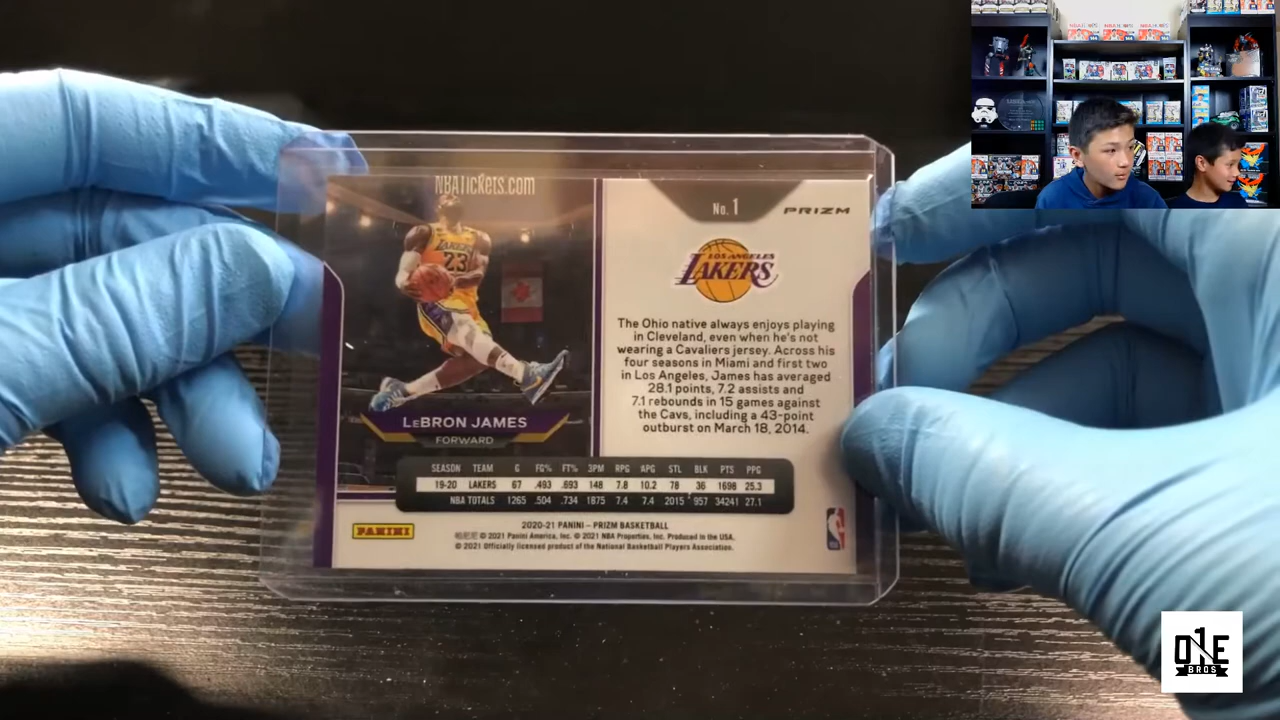 NBATickets.com
LAKERS
23
LeBRON JAMES
FORWARD
No. 1
PRIZM
LOS ANGELES
LAKERS
The Ohio native always enjoys playing
in Cleveland, even when he's not
wearing a Cavaliers jersey. Across his
four seasons in Miami and first two
in Los Angeles, James has averaged
28.1 points, 7.2 assists and
7.1 rebounds in 15 games against
the Cavs, including a 43-point
outburst on March 18, 2014.
SEASON TEAM G FG% FT% 3PM RPG APG STL BLK PTS PPG
19-20 LAKERS 67 .493 .693 148 7.8 10.2 78 36 1698 25.3
NBA TOTALS 1265 .504 .734 1875 7.4 7.4 2015 957 34241 27.1
PANINI
2020-21 PANINI – PRIZM BASKETBALL
帕尼尼 © 2021 Panini America, Inc. © 2021 NBA Properties, Inc. Produced in the USA.
© 2021 Officially licensed product of the National Basketball Players Association.
ONE
BROS